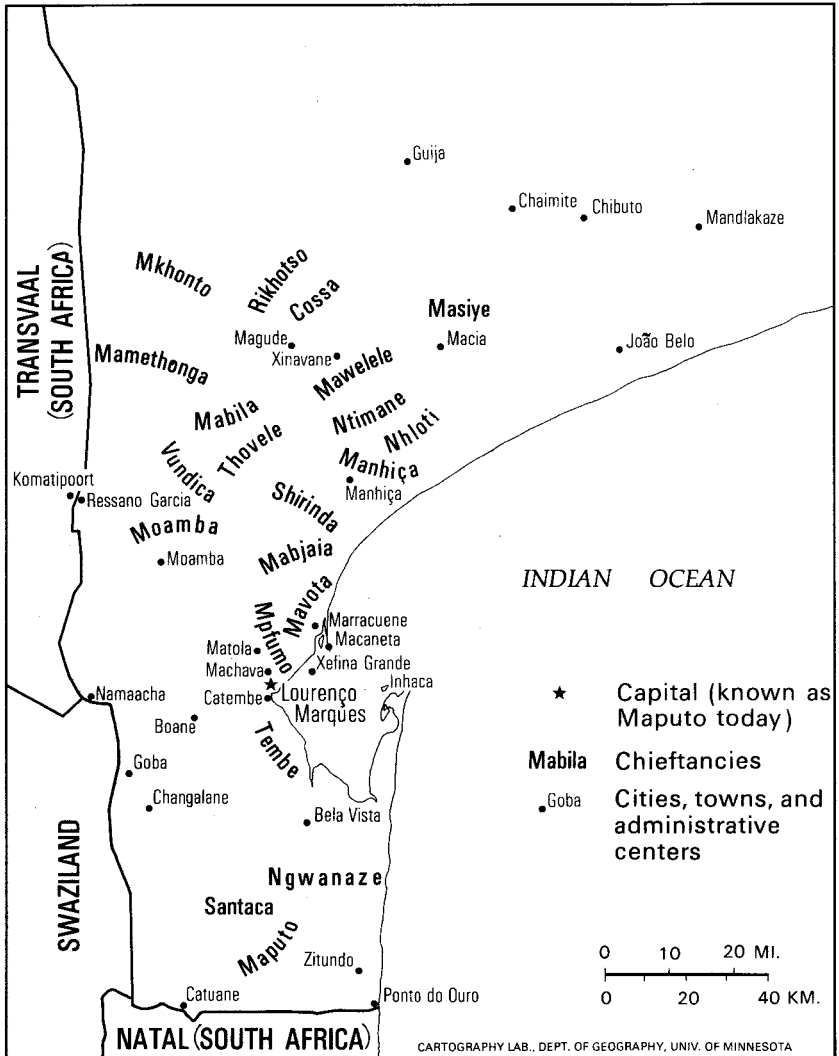 Guija
Chaimite
Chibuto
Mandlakaze
TRANSVAAL
(SOUTH AFRICA)
Mkhonto
Rikhotso
Cossa
Masiye
Magude
Xinavane
Macia
João Belo
Mamethonga
Mawelele
Mabila
Thovele
Ntimane
Nhloti
Vundica
Manhiça
Manhiça
Komatipoort
Ressano Garcia
Shirinda
Moamba
Moamba
Mabjaia
INDIAN OCEAN
Mavota
Mpfumo
Marracuene
Macaneta
Matola
Machava
Xefina Grande
Inhaca
Namaacha
Catembe
Lourenço
Marques
Boane
Tembe
Goba
Changalane
Bela Vista
SWAZILAND
Ngwanaze
Santaca
Maputo
Zitundo
Catuane
Ponto do Ouro
NATAL (SOUTH AFRICA)
Capital (known as
Maputo today)
Mabila Chieftancies
Goba Cities, towns, and
administrative
centers
0 10 20 MI.
0 20 40 KM.
CARTOGRAPHY LAB., DEPT. OF GEOGRAPHY, UNIV. OF MINNESOTA